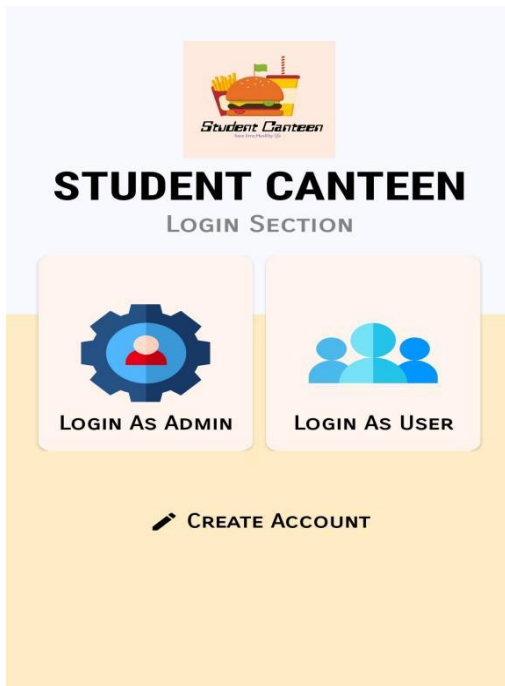 Student Canteen
STUDENT CANTEEN
LOGIN SECTION
LOGIN AS ADMIN
LOGIN AS USER
CREATE ACCOUNT